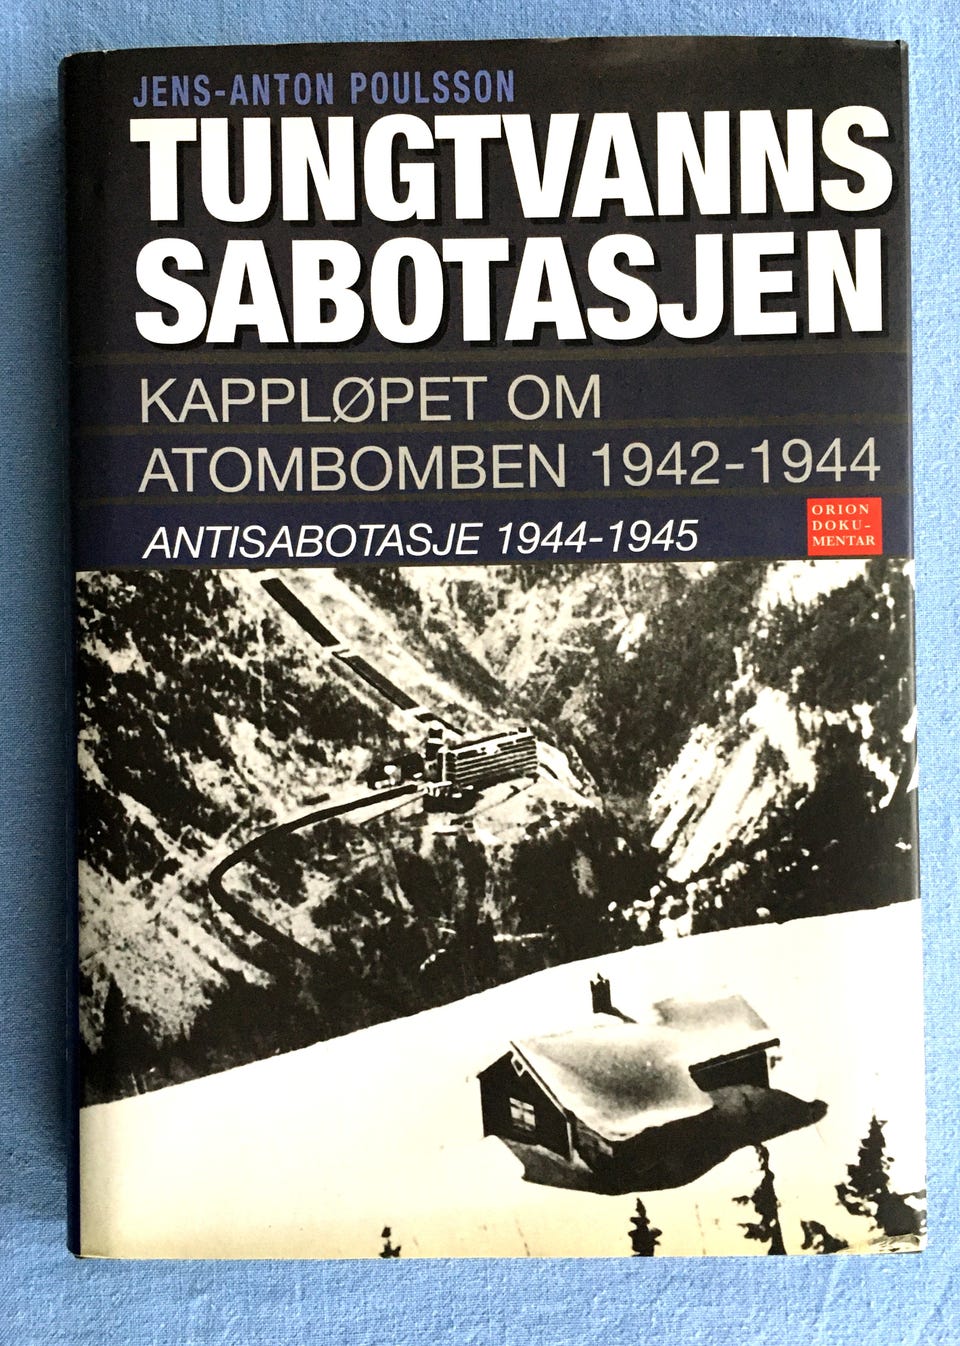 JENS-ANTON POULSSON
TUNGTVANNS
SABOTASJEN
KAPPLØPET OM
ATOMBOMBEN 1942-1944
ANTISABOTASJE 1944-1945
ORION
DOKU-
MENTAR